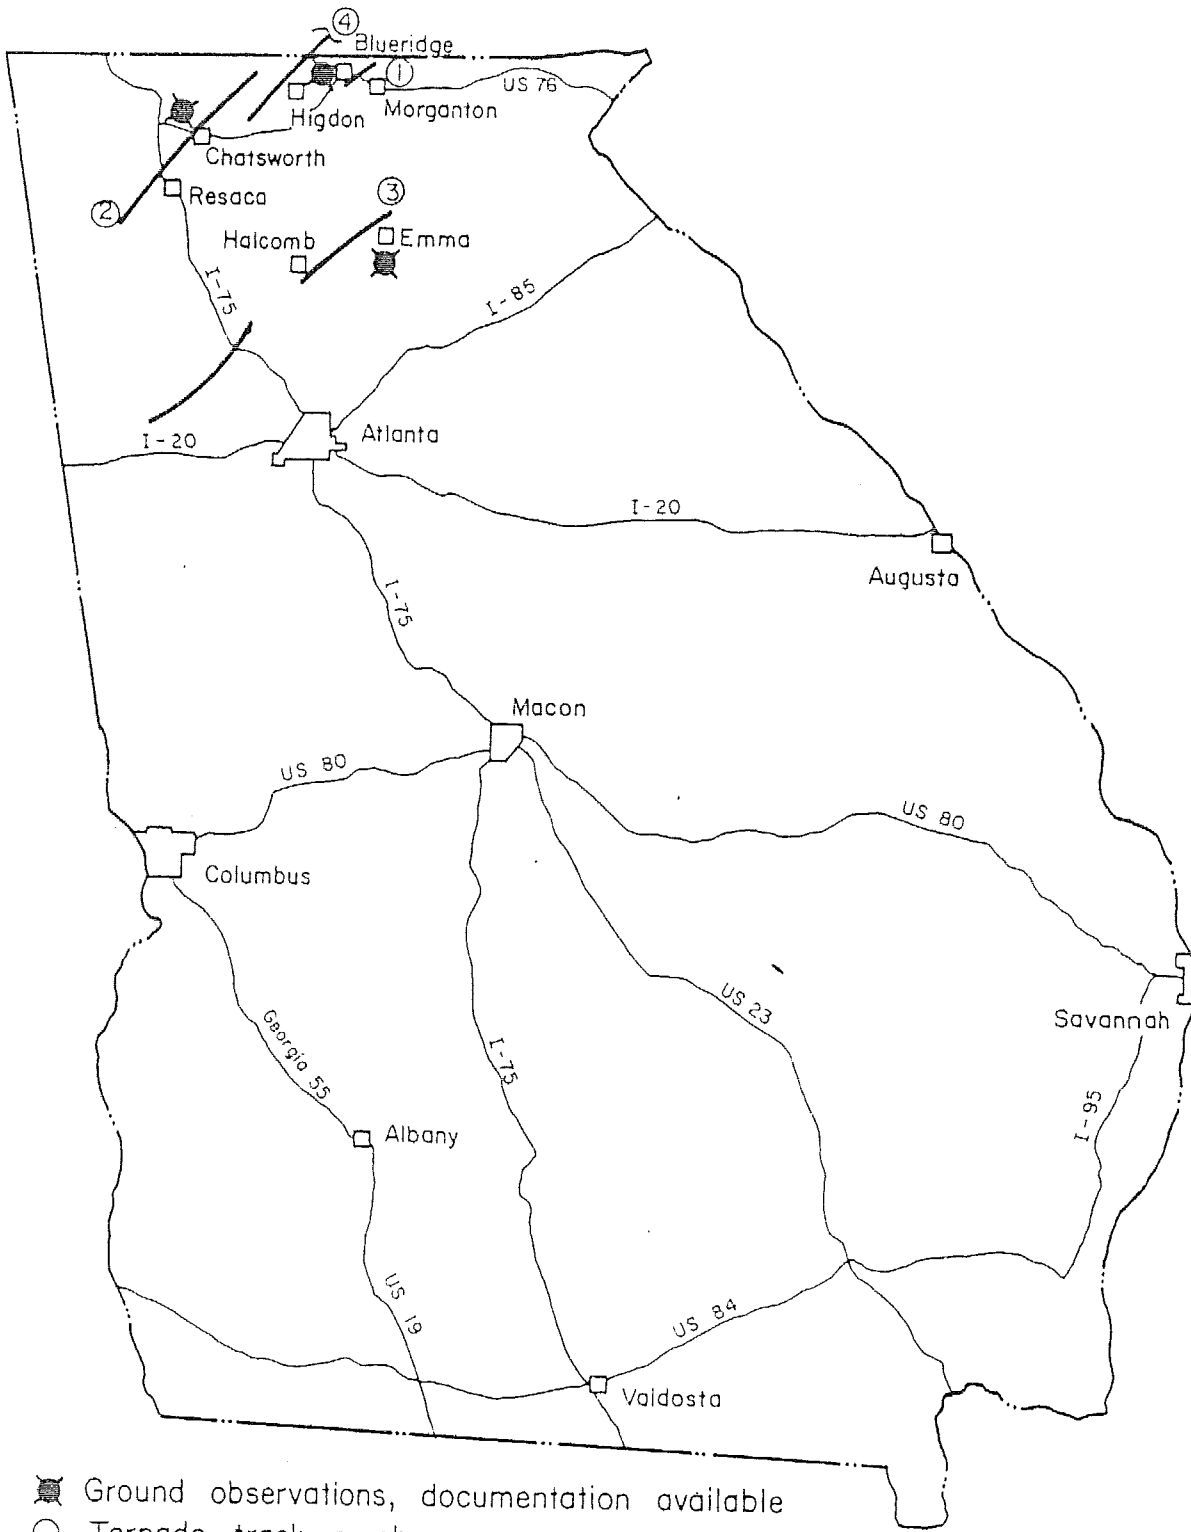 ④
Blueridge
①
US 76
Higdon
Morganton
Chatsworth
Resaca
②
③
Halcomb
Emma
I-75
I-85
I-20
Atlanta
I-20
Augusta
I-75
Macon
US 80
US 80
Columbus
US 23
Savannah
Georgia 55
I-75
I-95
Albany
US 19
US 84
Valdosta
Ground observations, documentation available
Tornado track